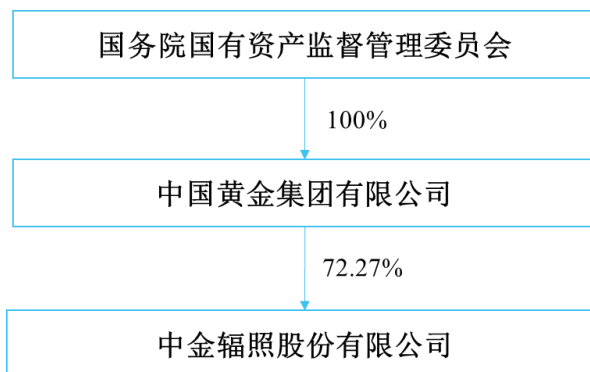 国务院国有资产监督管理委员会
100%
中国黄金集团有限公司
72.27%
中金辐照股份有限公司